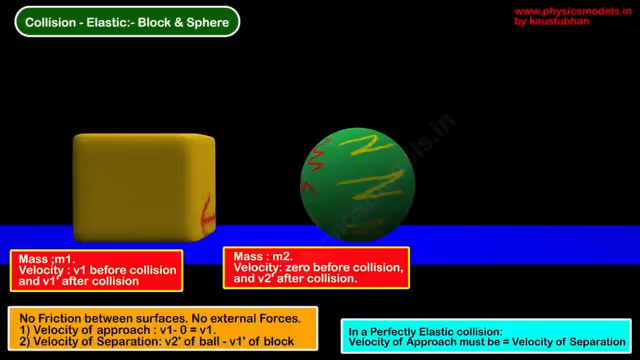 Collision - Elastic:- Block & Sphere
www.physicsmodels.in
by kaustubhan
Mass ;m1.
Velocity : v1 before collision
and v1' after collision
Mass : m2.
Velocity: zero before collision,
and v2' after collision.
No Friction between surfaces. No external Forces.
1) Velocity of approach : v1- 0 = v1.
2) Velocity of Separation: v2' of ball - v1' of block
In a Perfectly Elastic collision:
Velocity of Approach must be = Velocity of Separation